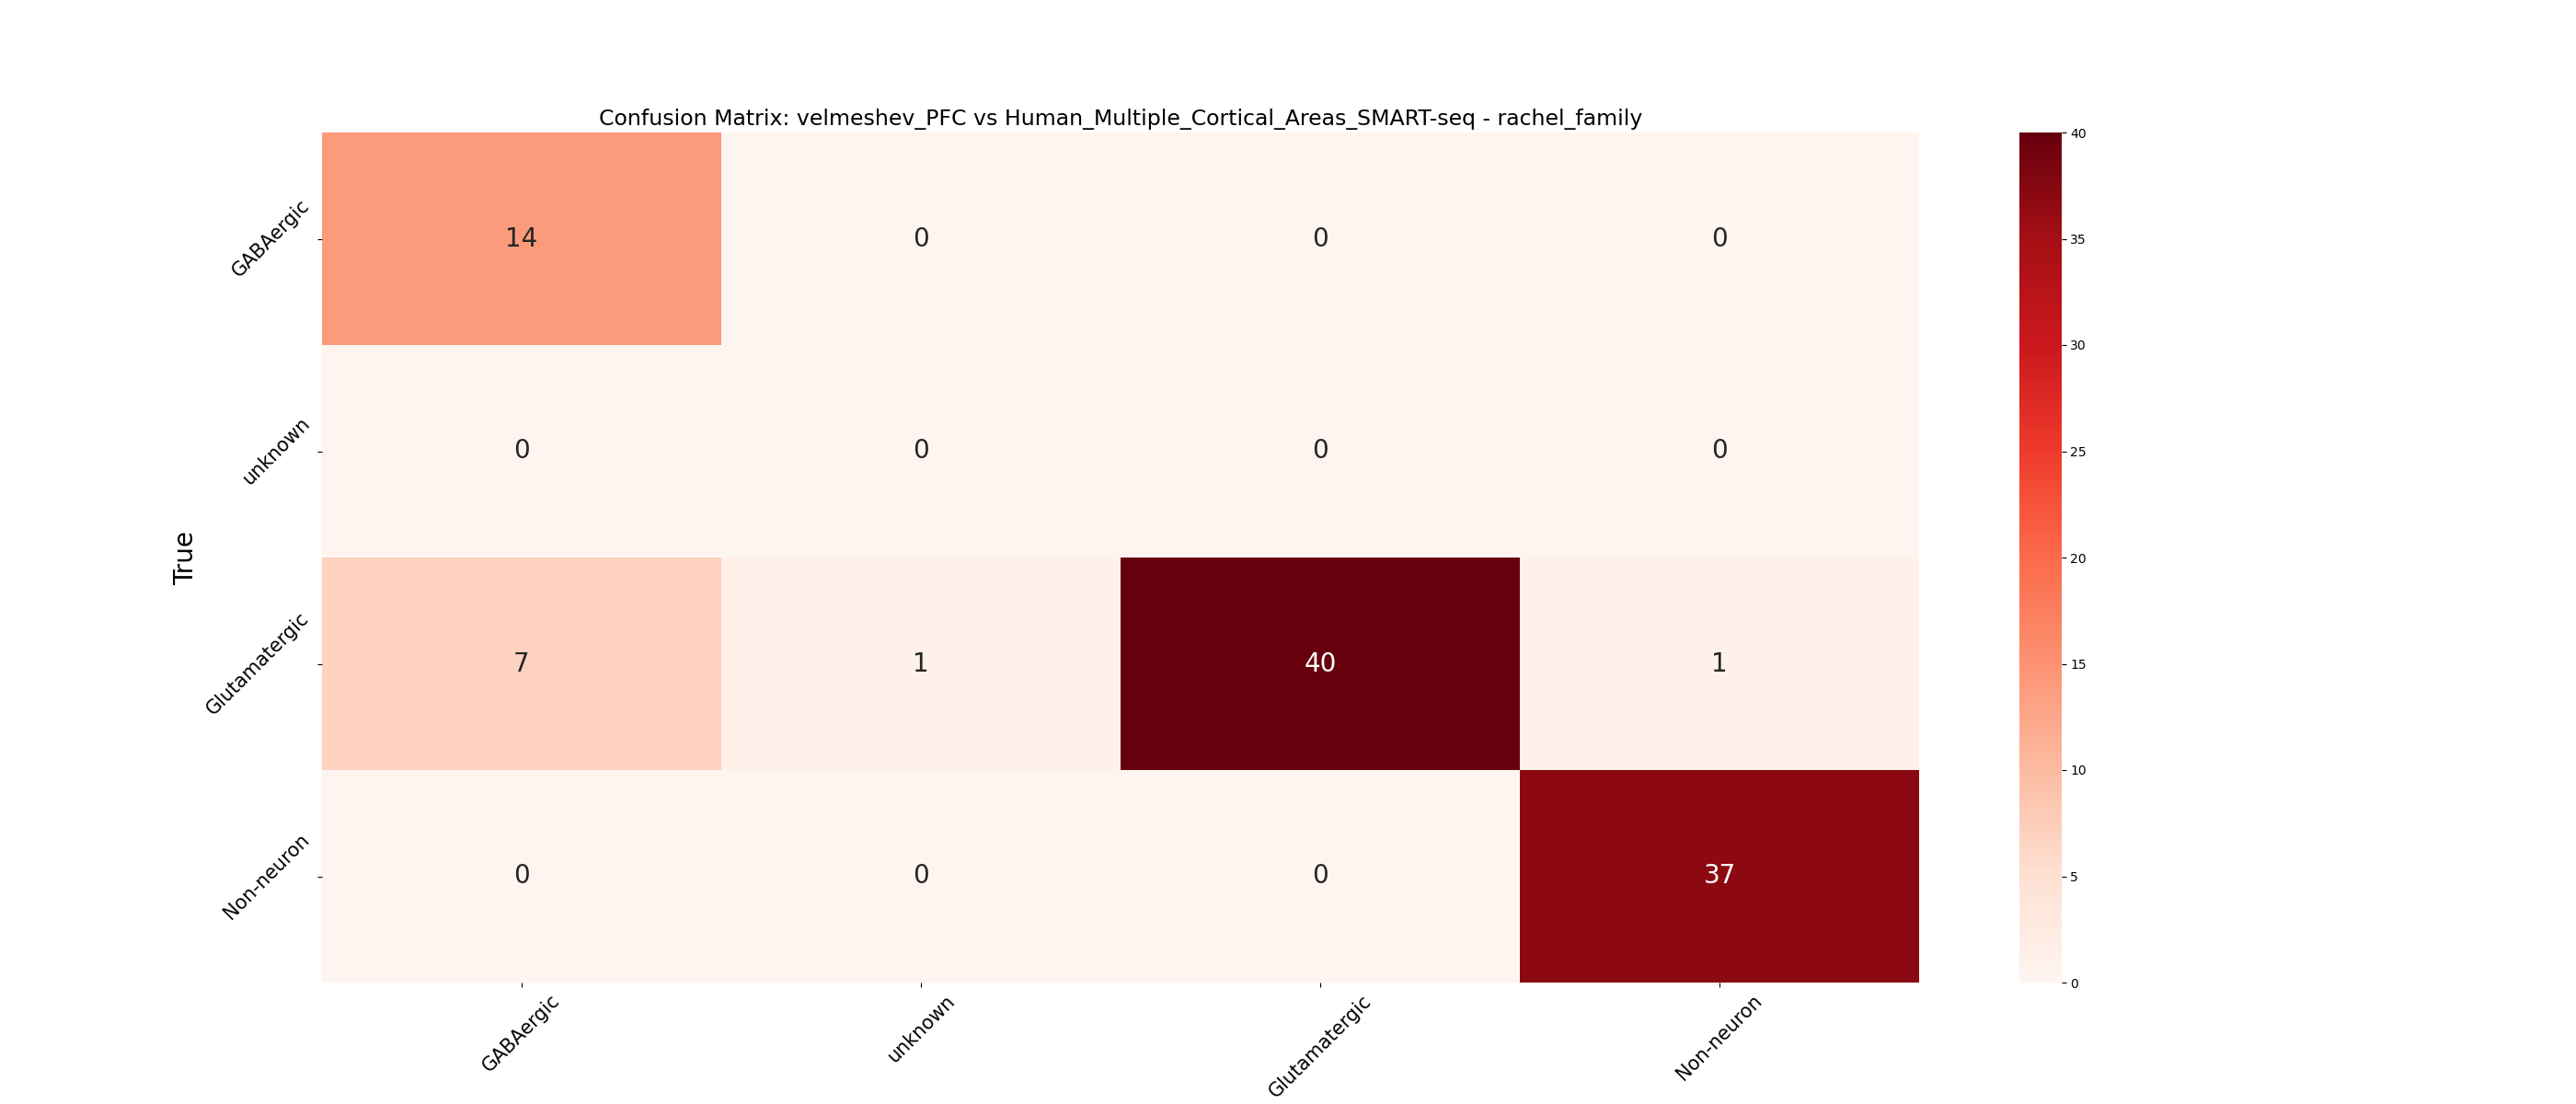 Confusion Matrix: velmeshev_PFC vs Human_Multiple_Cortical_Areas_SMART-seq - rachel_family
True
GABAergic
14 0 0 0
unknown
0 0 0 0
Glutamatergic
7 1 40 1
Non-neuron
0 0 0 37
GABAergic
unknown
Glutamatergic
Non-neuron
40
35
30
25
20
15
10
5
0